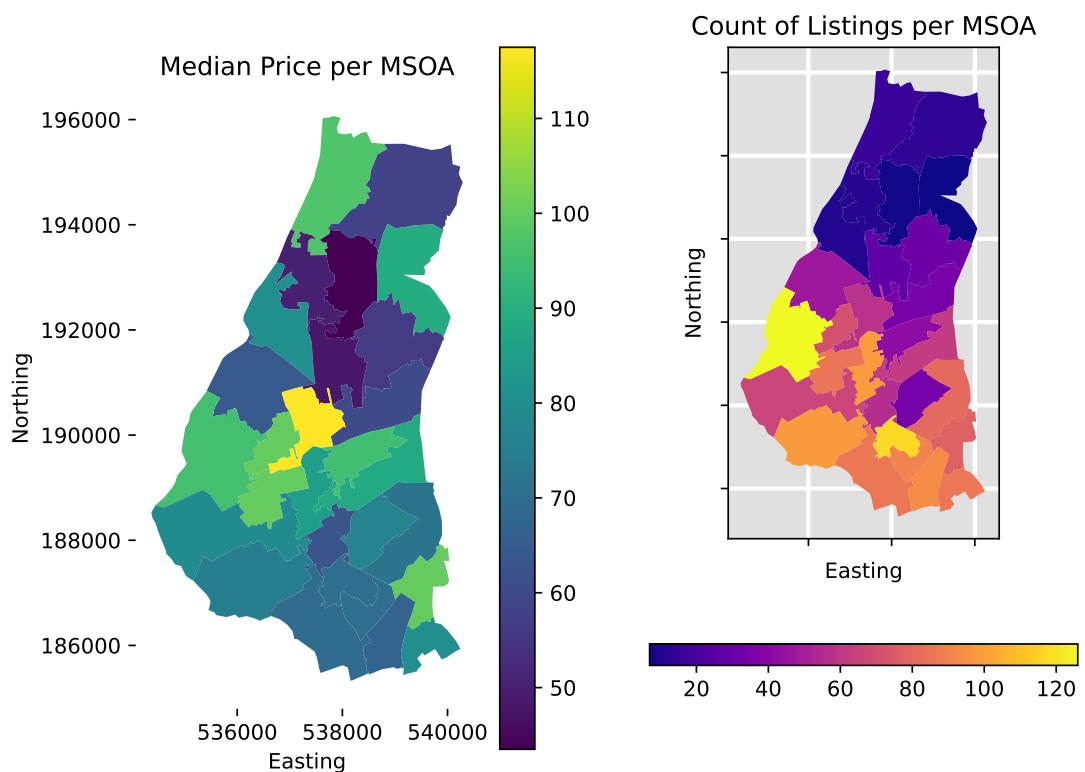 Median Price per MSOA
Northing
196000
194000
192000
190000
188000
186000
536000 538000 540000
Easting
110
100
90
80
70
60
50
Count of Listings per MSOA
Northing
Easting
20 40 60 80 100 120